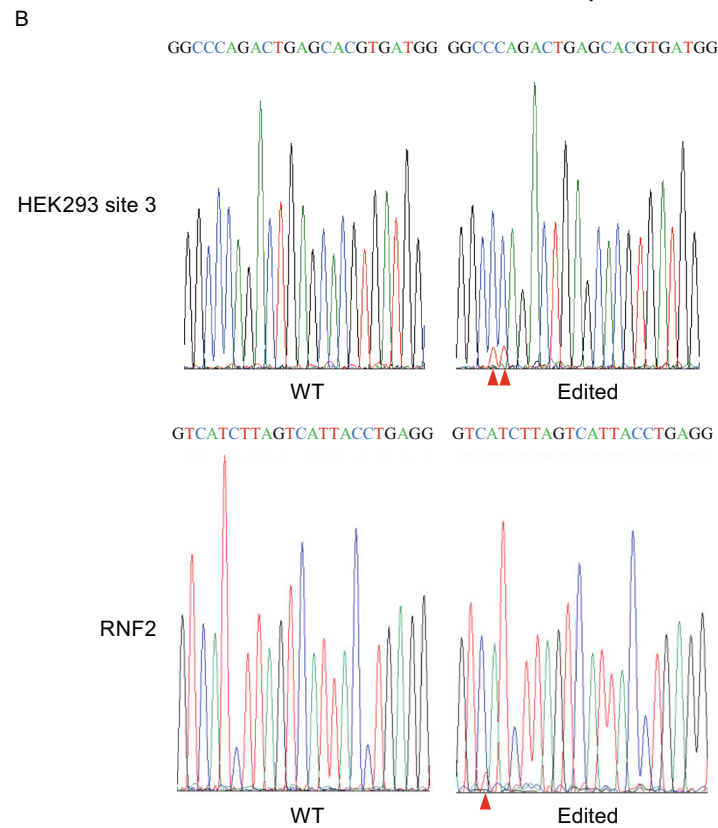 B
GGCCCAGACTGAGCACGTGATGG GGCCCAGACTGAGCACGTGATGG
HEK293 site 3
WT Edited
GTCATCTTAGTCATTACCTGAGG GTCATCTTAGTCATTACCTGAGG
RNF2
WT Edited